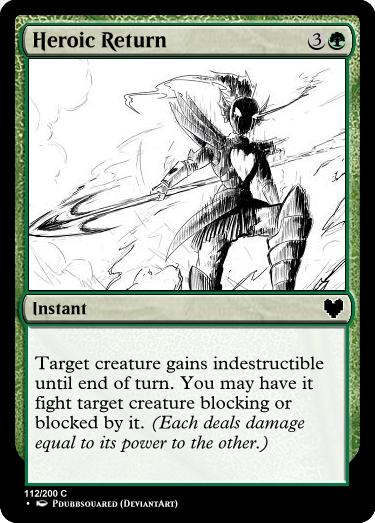 Heroic Return 3
Instant
Target creature gains indestructible
until end of turn. You may have it
fight target creature blocking or
blocked by it. (Each deals damage
equal to its power to the other.)
112/200 C
• Pdubbsquared (DeviantArt)